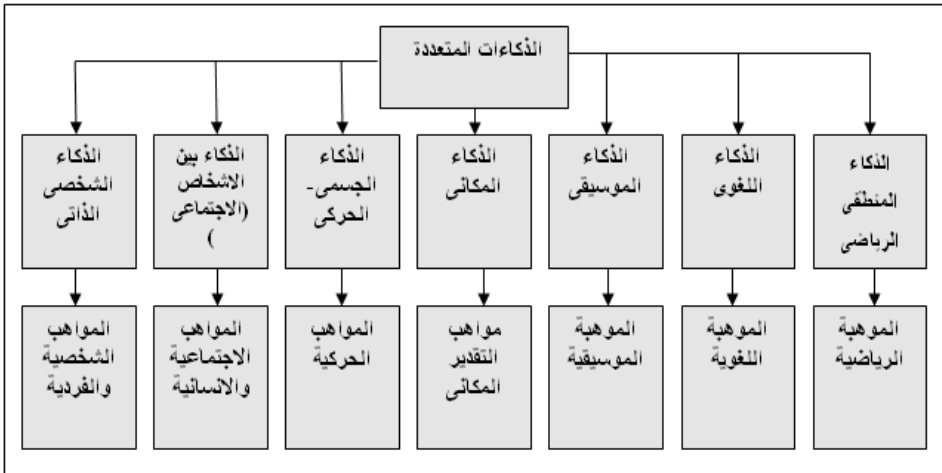 الذكاءات المتعددة
الذكاء
المنطقى
الرياضى
الذكاء
اللغوى
الذكاء
الموسيقى
الذكاء
المكانى
الذكاء
الجسمى-
الحركى
الذكاء بين
الاشخاص
(الاجتماعى
)
الذكاء
الشخصى
الذاتى
الموهبة
الرياضية
الموهبة
اللغوية
الموهبة
الموسيقية
مواهب
التقدير
المكانى
المواهب
الحركية
المواهب
الاجتماعية
والانسانية
المواهب
الشخصية
والفردية